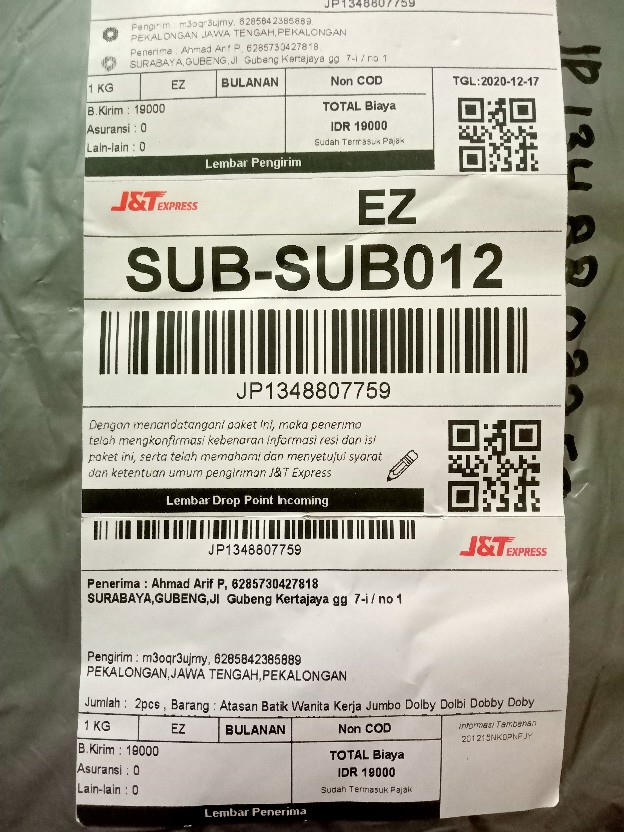 JP1348807759
Pengirim : m3oqr3ujmy, 6285842385889
PEKALONGAN JAWA TENGAH,PEKALONGAN
Penerima : Ahmad Arif P, 6285730427818
SURABAYA,GUBENG,Jl Gubeng Kertajaya gg 7-i / no 1
1 KG EZ BULANAN Non COD TGL:2020-12-17
B.Kirim : 19000
Asuransi : 0
Lain-lain : 0
TOTAL Biaya
IDR 19000
Sudah Termasuk Pajak
Lembar Pengirim
J&T EXPRESS EZ
SUB-SUB012
JP1348807759
Dengan menandatangani paket ini, maka penerima
telah mengkonfirmasi kebenaran informasi resi dan isi
paket ini, serta telah memahami dan menyetujui syarat
dan ketentuan umum pengiriman J&T Express
Lembar Drop Point Incoming
JP1348807759
J&T EXPRESS
Penerima : Ahmad Arif P, 6285730427818
SURABAYA,GUBENG,Jl Gubeng Kertajaya gg 7-i / no 1
Pengirim : m3oqr3ujmy, 6285842385889
PEKALONGAN,JAWA TENGAH,PEKALONGAN
Jumlah : 2pcs , Barang : Atasan Batik Wanita Kerja Jumbo Dolby Dolbi Dobby Doby
1 KG EZ BULANAN Non COD
Informasi Tambahan
B.Kirim : 19000
Asuransi : 0
Lain-lain : 0
TOTAL Biaya
IDR 19000
Sudah Termasuk Pajak
Lembar Penerima